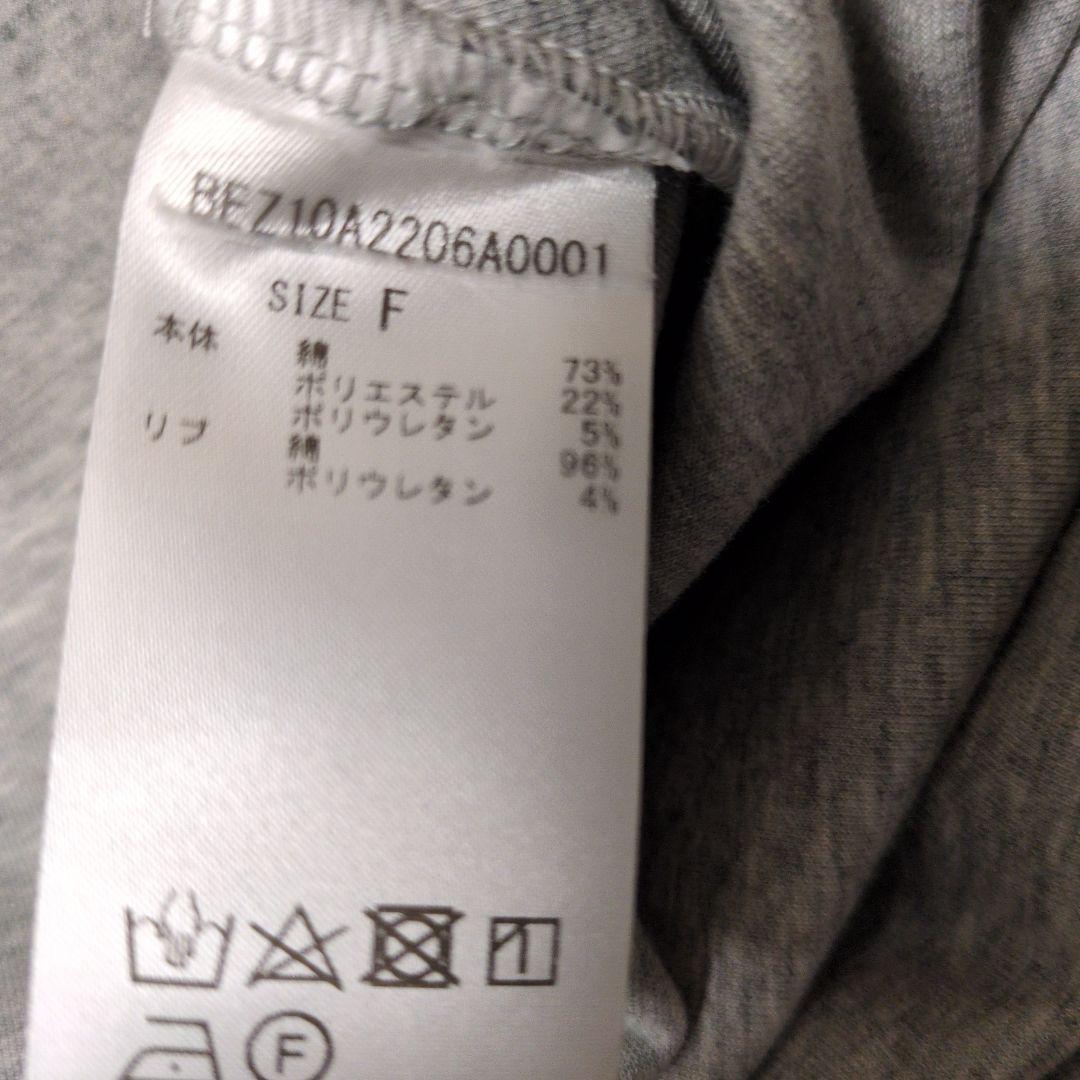 BEZ10A2206A0001
SIZE F
本体 綿 73%
ポリエステル 22%
ポリウレタン 5%
リブ 綿 96%
ポリウレタン 4%
F